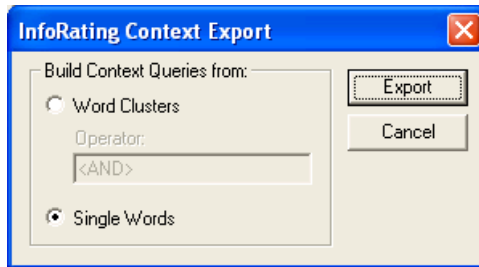 InfoRating Context Export
Build Context Queries from:
Word Clusters
Operator:
<AND>
Single Words
Export
Cancel